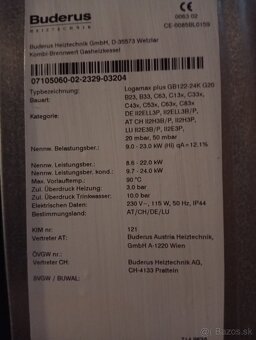 Buderus
HEIZTECHNIK
0063 02
CE-0085BL0159
Buderus Heiztechnik GmbH, D-35573 Wetzlar
Kombi-Brennwert Gasheizkessel
07105060-02-2329-03204
Typbezeichnung: Logamax plus GB122-24K G20
Bauart: B23, B33, C63, C13x, C33x,
C43x, C53x, C63x, C83x
Kategorie: DE II2ELL3P, II2ELL3P
AT CH II2H3B/P, II2H3P,
LU II2E3B/P, II2E3P,
20 mbar, 50 mbar
Nennw. Belastungsber.: 9.0 - 23.0 kW (Hi) qA=12,1%
Nennw. Leistungsber.: 8.6 - 22.0 kW
Nennw. Leistungsber.: 9.7 - 24.0 kW
Max. Vorlauftemperatur: 90 °C
Zul. Überdruck Heizung: 3.0 bar
Zul. Überdruck Trinkwasser: 10.0 bar
Elektro Daten: 230 V~, 115 W, 50 Hz, IP44
Bestimmungsland: AT/CH/DE/LU
KIM nr: 121
Vertreter AT: Buderus Austria Heiztechnik,
GmbH A-1220 Wien
ÖVGW nr.:
Vertreter CH: Buderus Heiztechnik AG,
CH-4133 Pratteln
SVGW / BUWAL:
bazos.sk